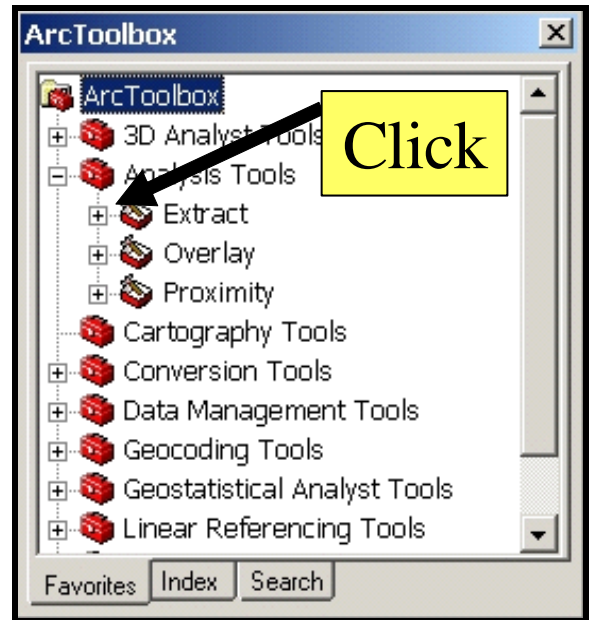 ArcToolbox
ArcToolbox
3D Analyst Tools
Click
Analysis Tools
Extract
Overlay
Proximity
Cartography Tools
Conversion Tools
Data Management Tools
Geocoding Tools
Geostatistical Analyst Tools
Linear Referencing Tools
Favorites Index Search